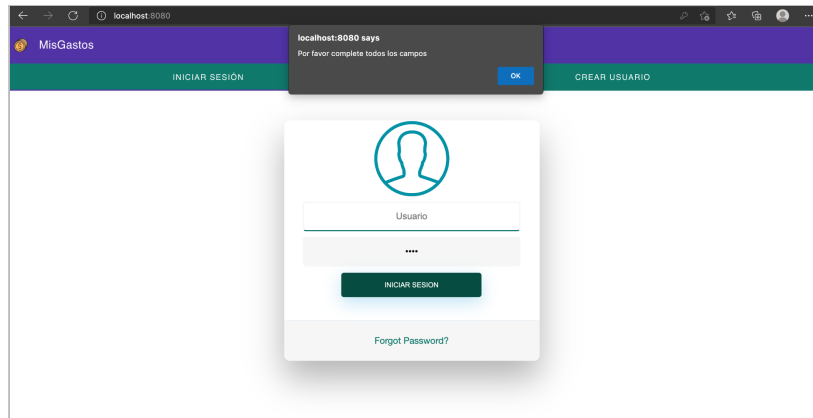 localhost:8080
localhost:8080 says
Por favor complete todos los campos
OK
MisGastos
INICIAR SESIÓN
CREAR USUARIO
Usuario
••••
INICIAR SESION
Forgot Password?